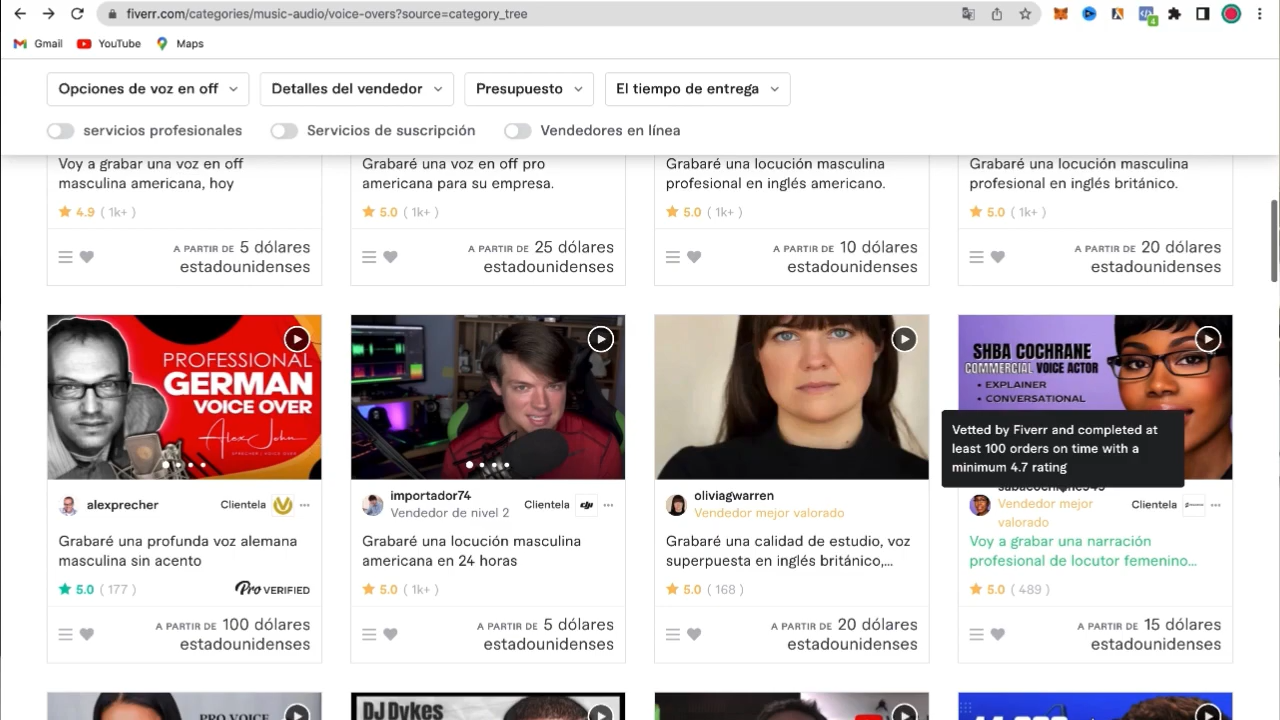 fiverr.com/categories/music-audio/voice-overs?source=category_tree
4
Gmail
YouTube
Maps
Opciones de voz en off
Detalles del vendedor
Presupuesto
El tiempo de entrega
servicios profesionales
Servicios de suscripción
Vendedores en línea
Voy a grabar una voz en off
masculina americana, hoy
4.9 ( 1k+ )
A PARTIR DE 5 dólares
estadounidenses
Grabaré una voz en off pro
americana para su empresa.
5.0 ( 1k+ )
A PARTIR DE 25 dólares
estadounidenses
Grabaré una locución masculina
profesional en inglés americano.
5.0 ( 1k+ )
A PARTIR DE 10 dólares
estadounidenses
Grabaré una locución masculina
profesional en inglés británico.
5.0 ( 1k+ )
A PARTIR DE 20 dólares
estadounidenses
PROFESSIONAL
GERMAN
VOICE OVER
Alex John
alexprecher
Clientela
Grabaré una profunda voz alemana
masculina sin acento
5.0 ( 177 )
Pro VERIFIED
A PARTIR DE 100 dólares
estadounidenses
importador74
Vendedor de nivel 2
Clientela
dji
Grabaré una locución masculina
americana en 24 horas
5.0 ( 1k+ )
A PARTIR DE 5 dólares
estadounidenses
oliviagwarren
Vendedor mejor valorado
Grabaré una calidad de estudio, voz
superpuesta en inglés británico,...
5.0 ( 168 )
A PARTIR DE 20 dólares
estadounidenses
SHBA COCHRANE
COMMERCIAL VOICE ACTOR
• EXPLAINER
• CONVERSATIONAL
Vetted by Fiverr and completed at
least 100 orders on time with a
minimum 4.7 rating
Vendedor mejor
valorado
Clientela
Voy a grabar una narración
profesional de locutor femenino...
5.0 ( 489 )
A PARTIR DE 15 dólares
estadounidenses
PRO VOICE
DJ Dykes